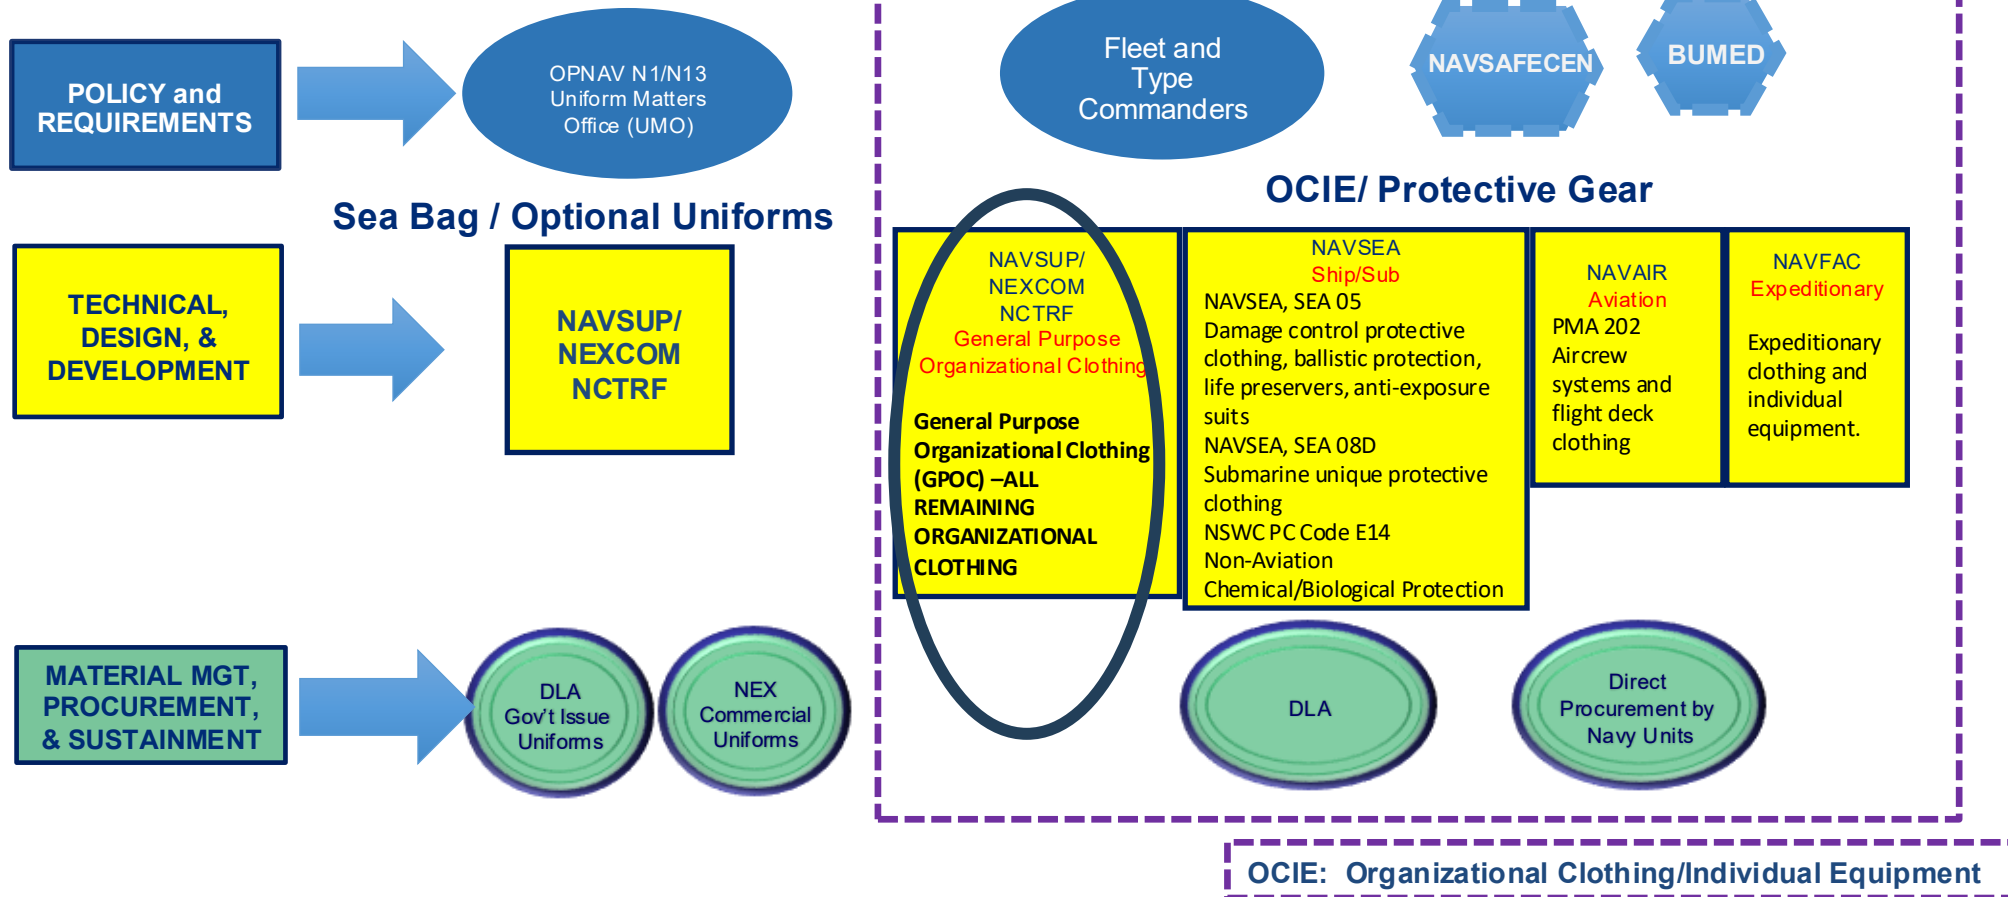 POLICY and
REQUIREMENTS
OPNAV N1/N13
Uniform Matters
Office (UMO)
Fleet and
Type
Commanders
NAVSAFECEN
BUMED
Sea Bag / Optional Uniforms
OCIE/ Protective Gear
TECHNICAL,
DESIGN, &
DEVELOPMENT
NAVSUP/
NEXCOM
NCTRF
NAVSUP/
NEXCOM
NCTRF
General Purpose
Organizational Clothing
General Purpose
Organizational Clothing
(GPOC) –ALL
REMAINING
ORGANIZATIONAL
CLOTHING
NAVSEA
Ship/Sub
NAVSEA, SEA 05
Damage control protective
clothing, ballistic protection,
life preservers, anti-exposure
suits
NAVSEA, SEA 08D
Submarine unique protective
clothing
NSWC PC Code E14
Non-Aviation
Chemical/Biological Protection
NAVAIR
Aviation
PMA 202
Aircrew
systems and
flight deck
clothing
NAVFAC
Expeditionary
Expeditionary
clothing and
individual
equipment.
MATERIAL MGT,
PROCUREMENT,
& SUSTAINMENT
DLA
Gov't Issue
Uniforms
NEX
Commercial
Uniforms
DLA
Direct
Procurement by
Navy Units
OCIE: Organizational Clothing/Individual Equipment